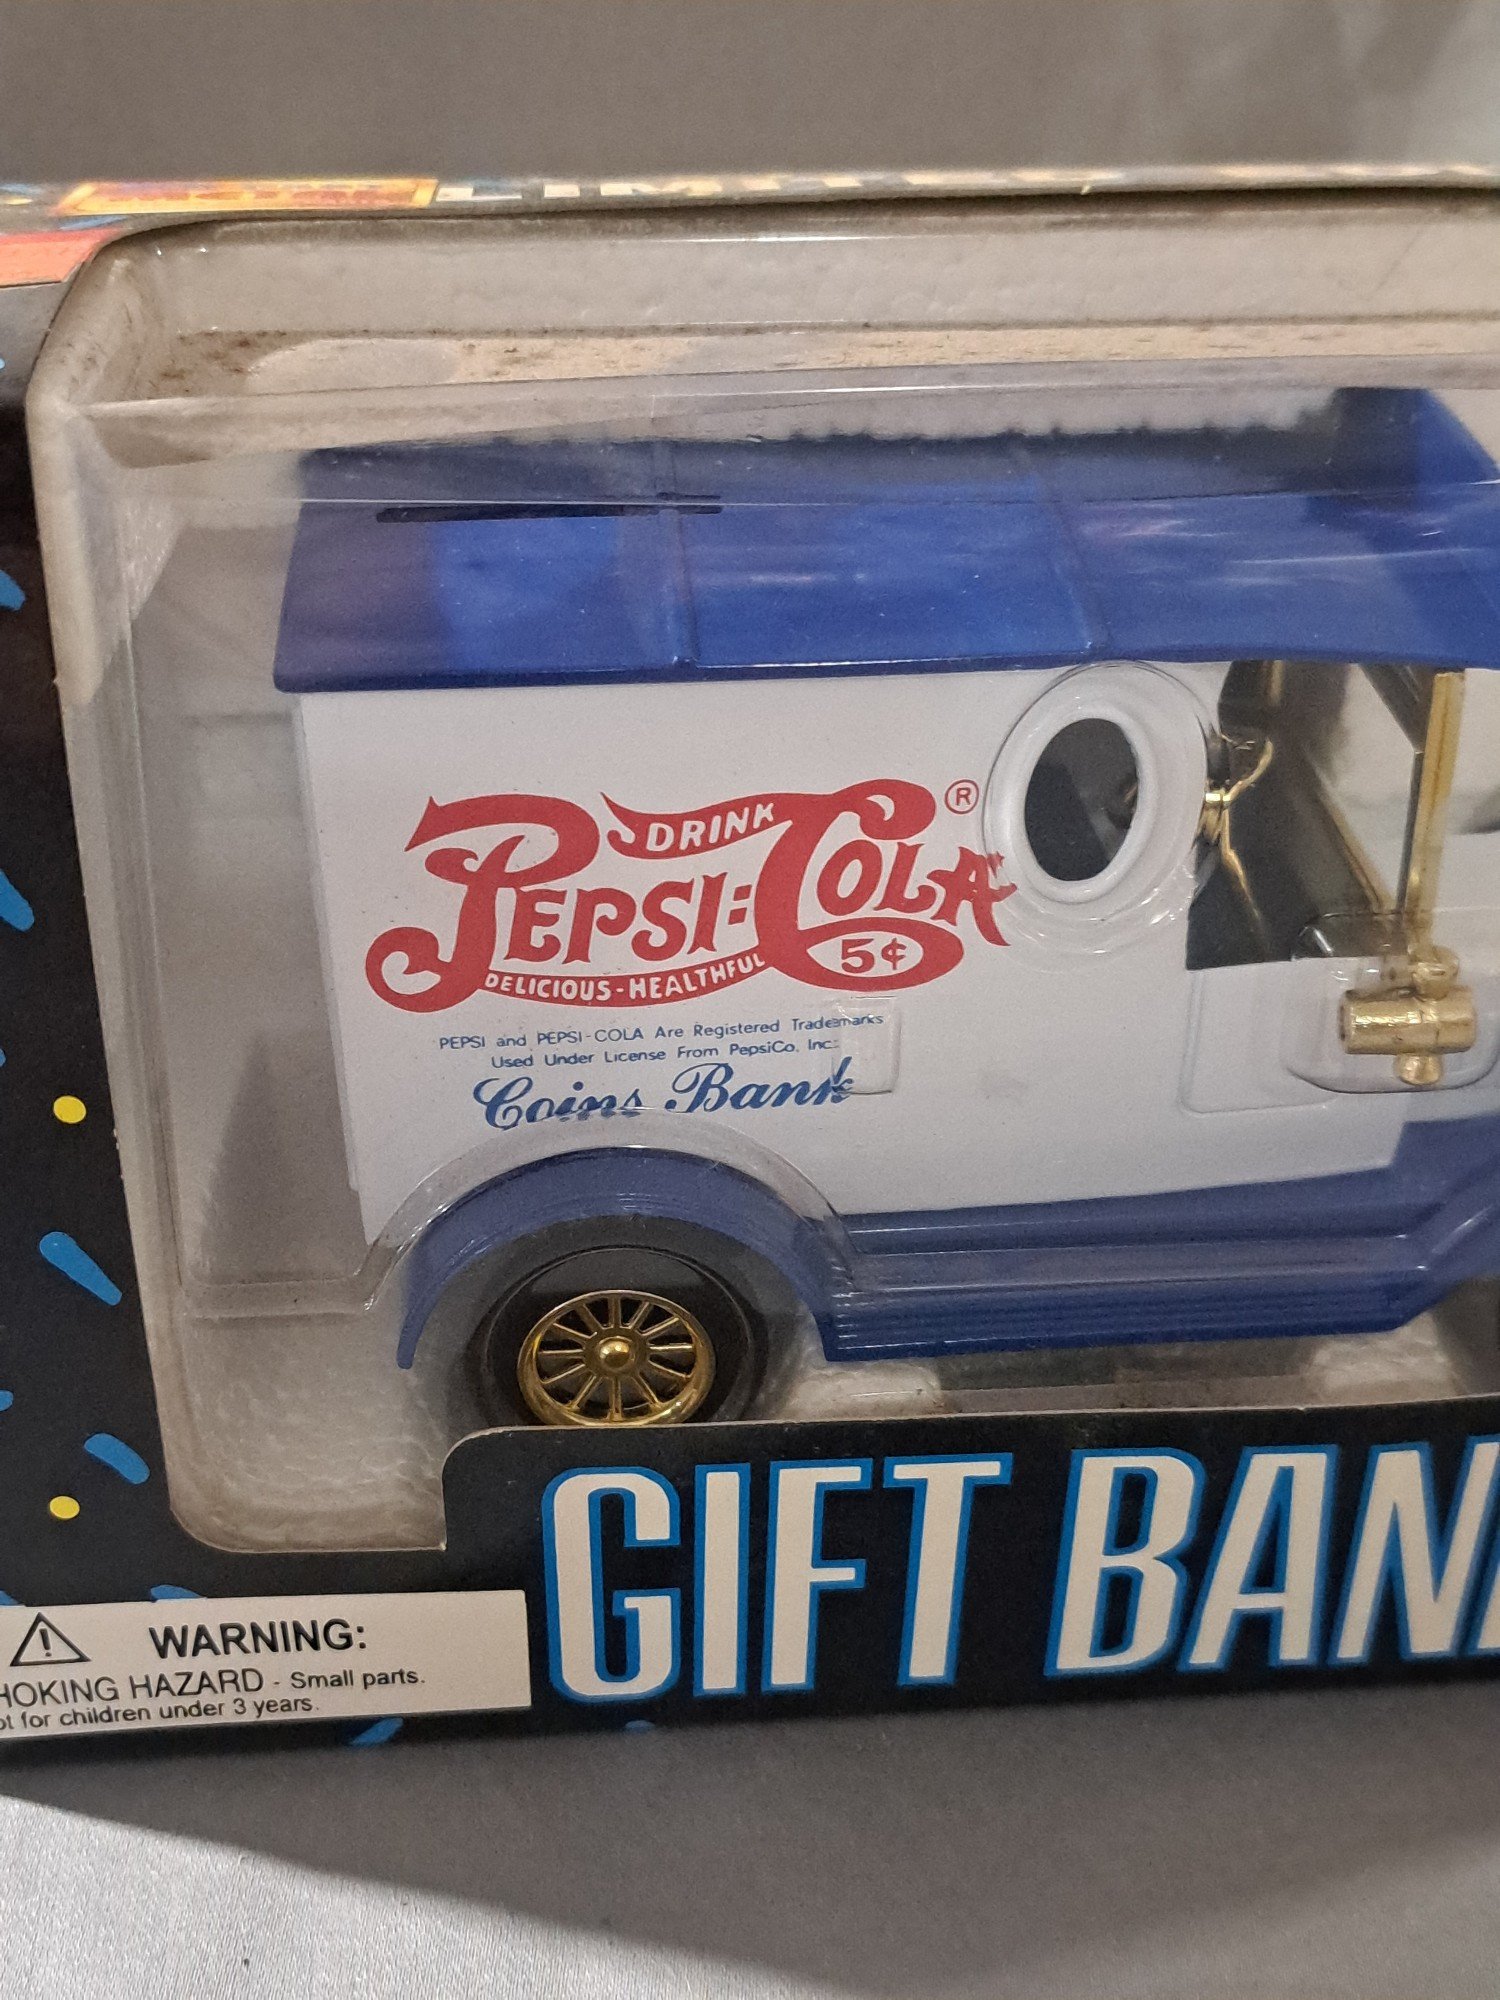 DRINK
PEPSI:COLA ®
5¢
DELICIOUS-HEALTHFUL
PEPSI and PEPSI-COLA Are Registered Trademarks
Used Under License From PepsiCo. Inc.
Coins Bank
GIFT BAN
WARNING:
HOKING HAZARD - Small parts.
ot for children under 3 years.